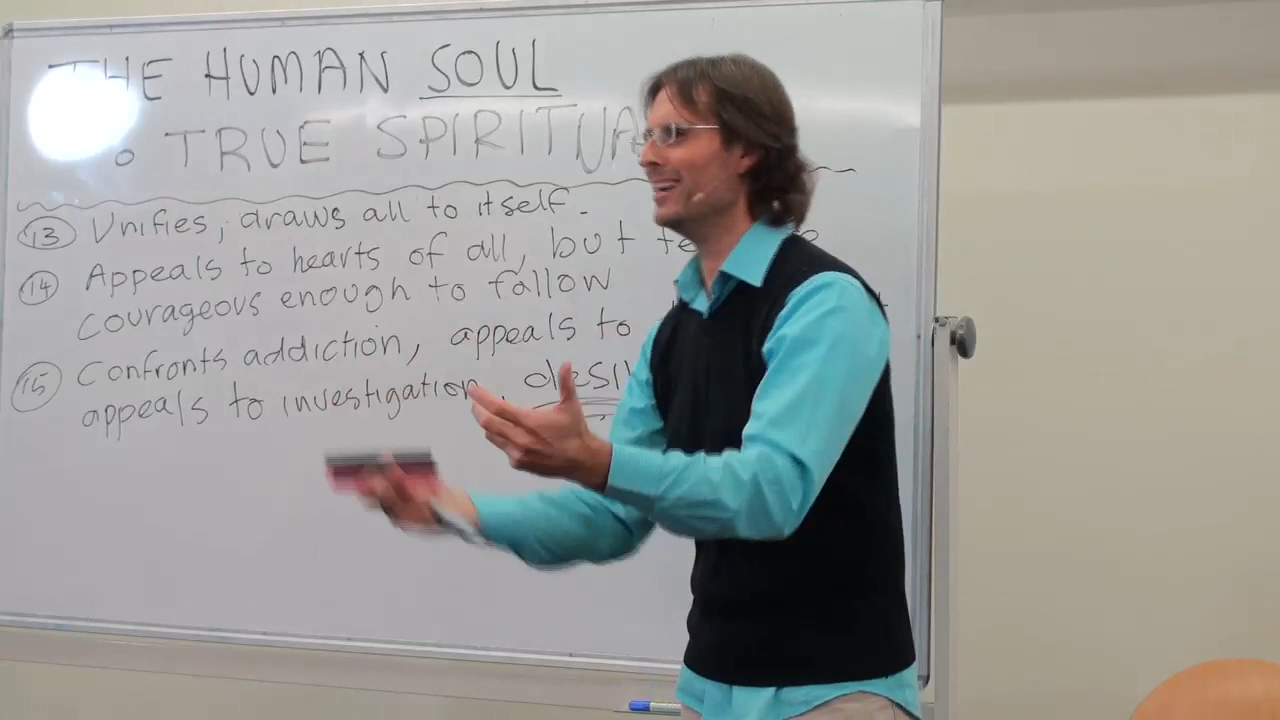 THE HUMAN SOUL
o TRUE SPIRITUA
13 Unifies, draws all to itself.
14 Appeals to hearts of all, but
courageous enough to follow
15 Confronts addiction, appeals to
appeals to investigation,